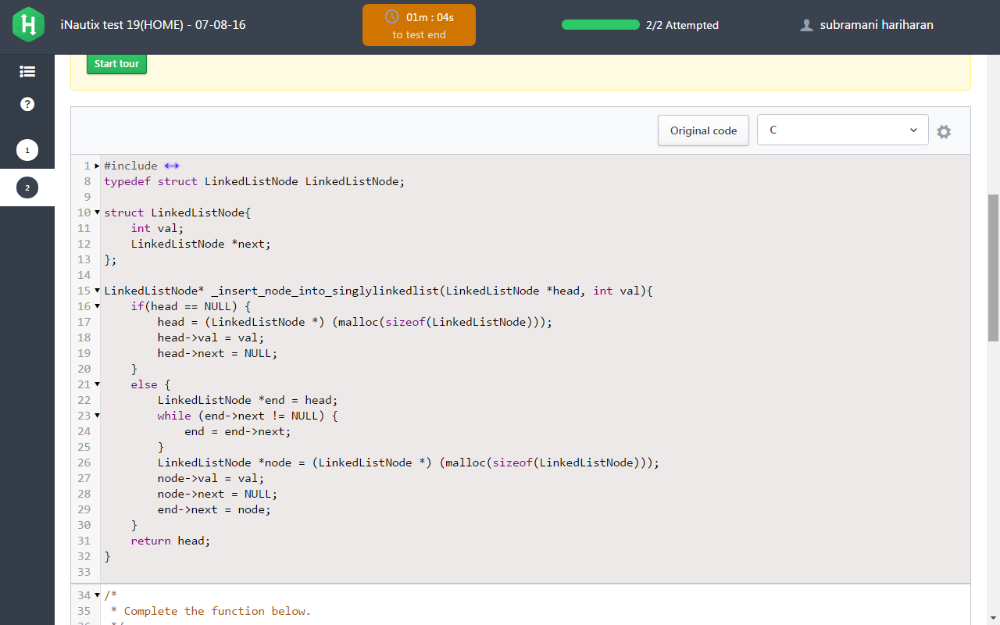 iNautix test 19(HOME) - 07-08-16
01m : 04s
to test end
2/2 Attempted
subramani hariharan
Start tour
?
1
2
Original code
C
1 #include
8 typedef struct LinkedListNode LinkedListNode;
9
10 struct LinkedListNode{
11     int val;
12     LinkedListNode *next;
13 };
14
15 LinkedListNode* _insert_node_into_singlylinkedlist(LinkedListNode *head, int val){
16     if(head == NULL) {
17         head = (LinkedListNode *) (malloc(sizeof(LinkedListNode)));
18         head->val = val;
19         head->next = NULL;
20     }
21     else {
22         LinkedListNode *end = head;
23         while (end->next != NULL) {
24             end = end->next;
25         }
26         LinkedListNode *node = (LinkedListNode *) (malloc(sizeof(LinkedListNode)));
27         node->val = val;
28         node->next = NULL;
29         end->next = node;
30     }
31     return head;
32 }
33
34 /*
35  * Complete the function below.
36  */